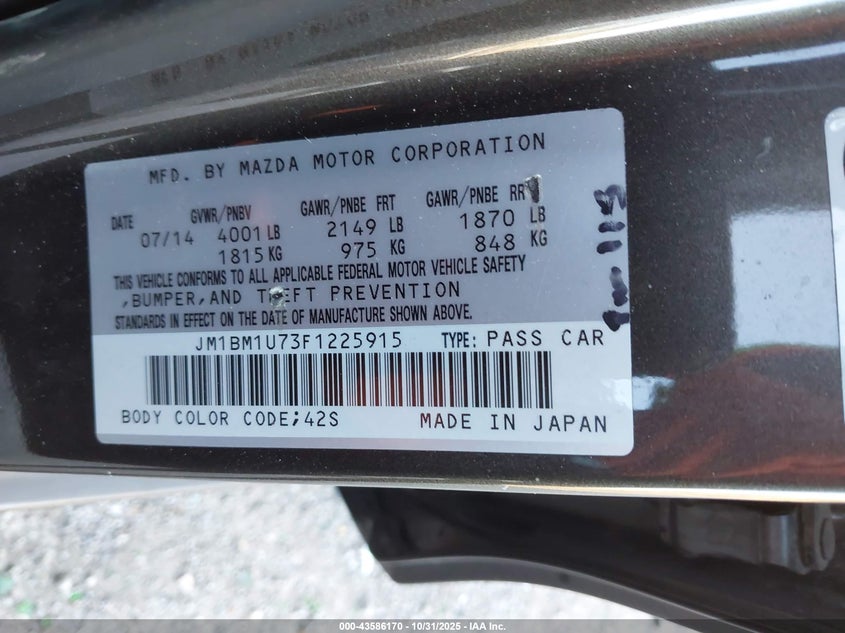 MFD. BY MAZDA MOTOR CORPORATION
DATE GVWR/PNBV GAWR/PNBE FRT GAWR/PNBE RR
07/14 4001 LB 2149 LB 1870 LB
1815 KG 975 KG 848 KG
THIS VEHICLE CONFORMS TO ALL APPLICABLE FEDERAL MOTOR VEHICLE SAFETY
,BUMPER,AND THEFT PREVENTION
STANDARDS IN EFFECT ON THE DATE OF MANUFACTURE SHOWN ABOVE.
JM1BM1U73F1225915 TYPE: PASS CAR
BODY COLOR CODE;42S MADE IN JAPAN
000-43586170 | 10/31/2025 - IAA Inc.